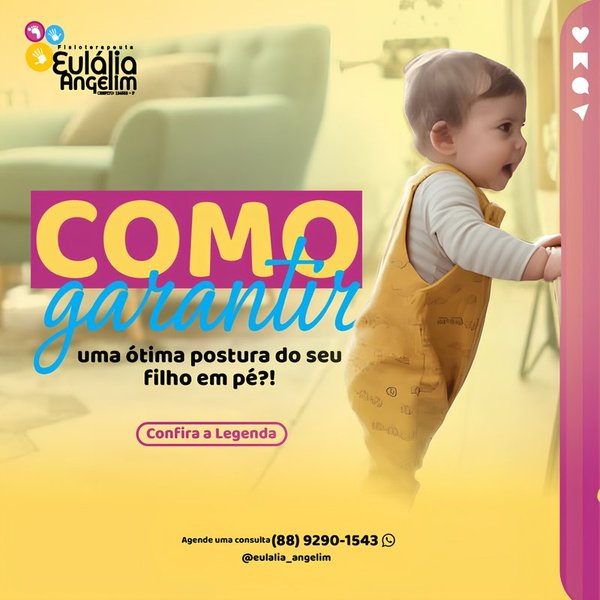 Fisioterapeuta
Eulália
Angelim
COMO
garantir
uma ótima postura do seu
filho em pé?!
Confira a Legenda
Agende uma consulta (88) 9290-1543
@eulalia_angelim